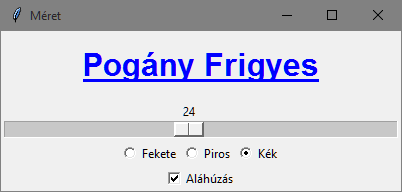 Méret
Pogány Frigyes
24
Fekete Piros Kék
Aláhúzás